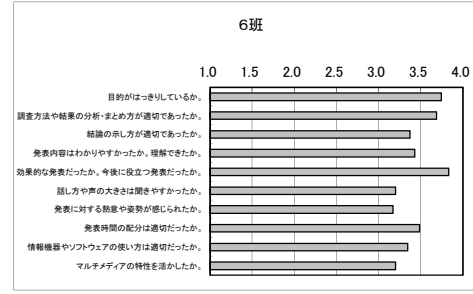 6班
1.0 1.5 2.0 2.5 3.0 3.5 4.0
目的がはっきりしているか。
調査方法や結果の分析・まとめ方が適切であったか。
結論の示し方が適切であったか。
発表内容はわかりやすかったか。理解できたか。
効果的な発表だったか。今後に役立つ発表だったか。
話し方や声の大きさは聞きやすかったか。
発表に対する熱意や姿勢が感じられたか。
発表時間の配分は適切だったか。
情報機器やソフトウェアの使い方は適切だったか。
マルチメディアの特性を活かしたか。